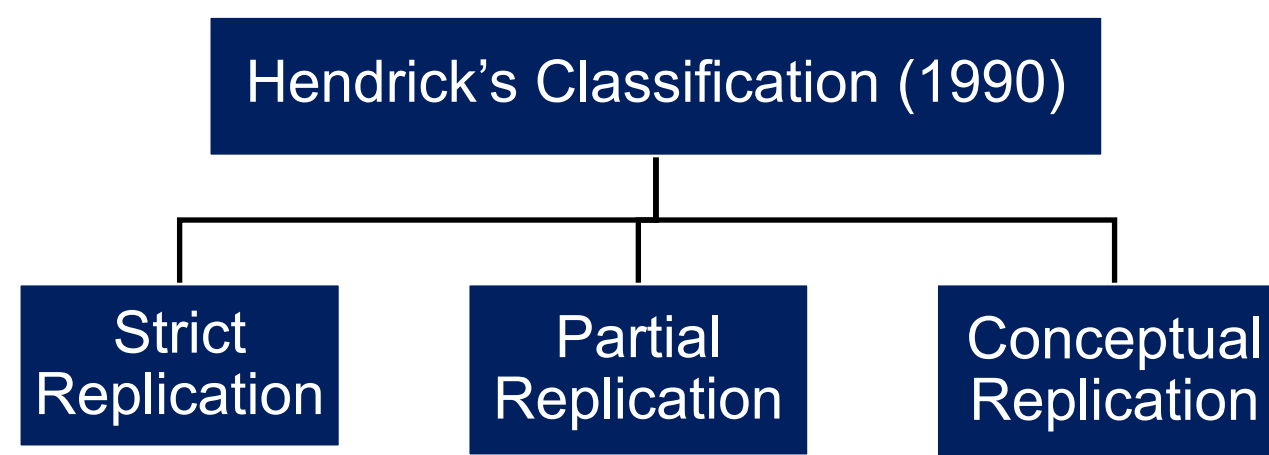 Hendrick’s Classification (1990)
Strict
Replication
Partial
Replication
Conceptual
Replication